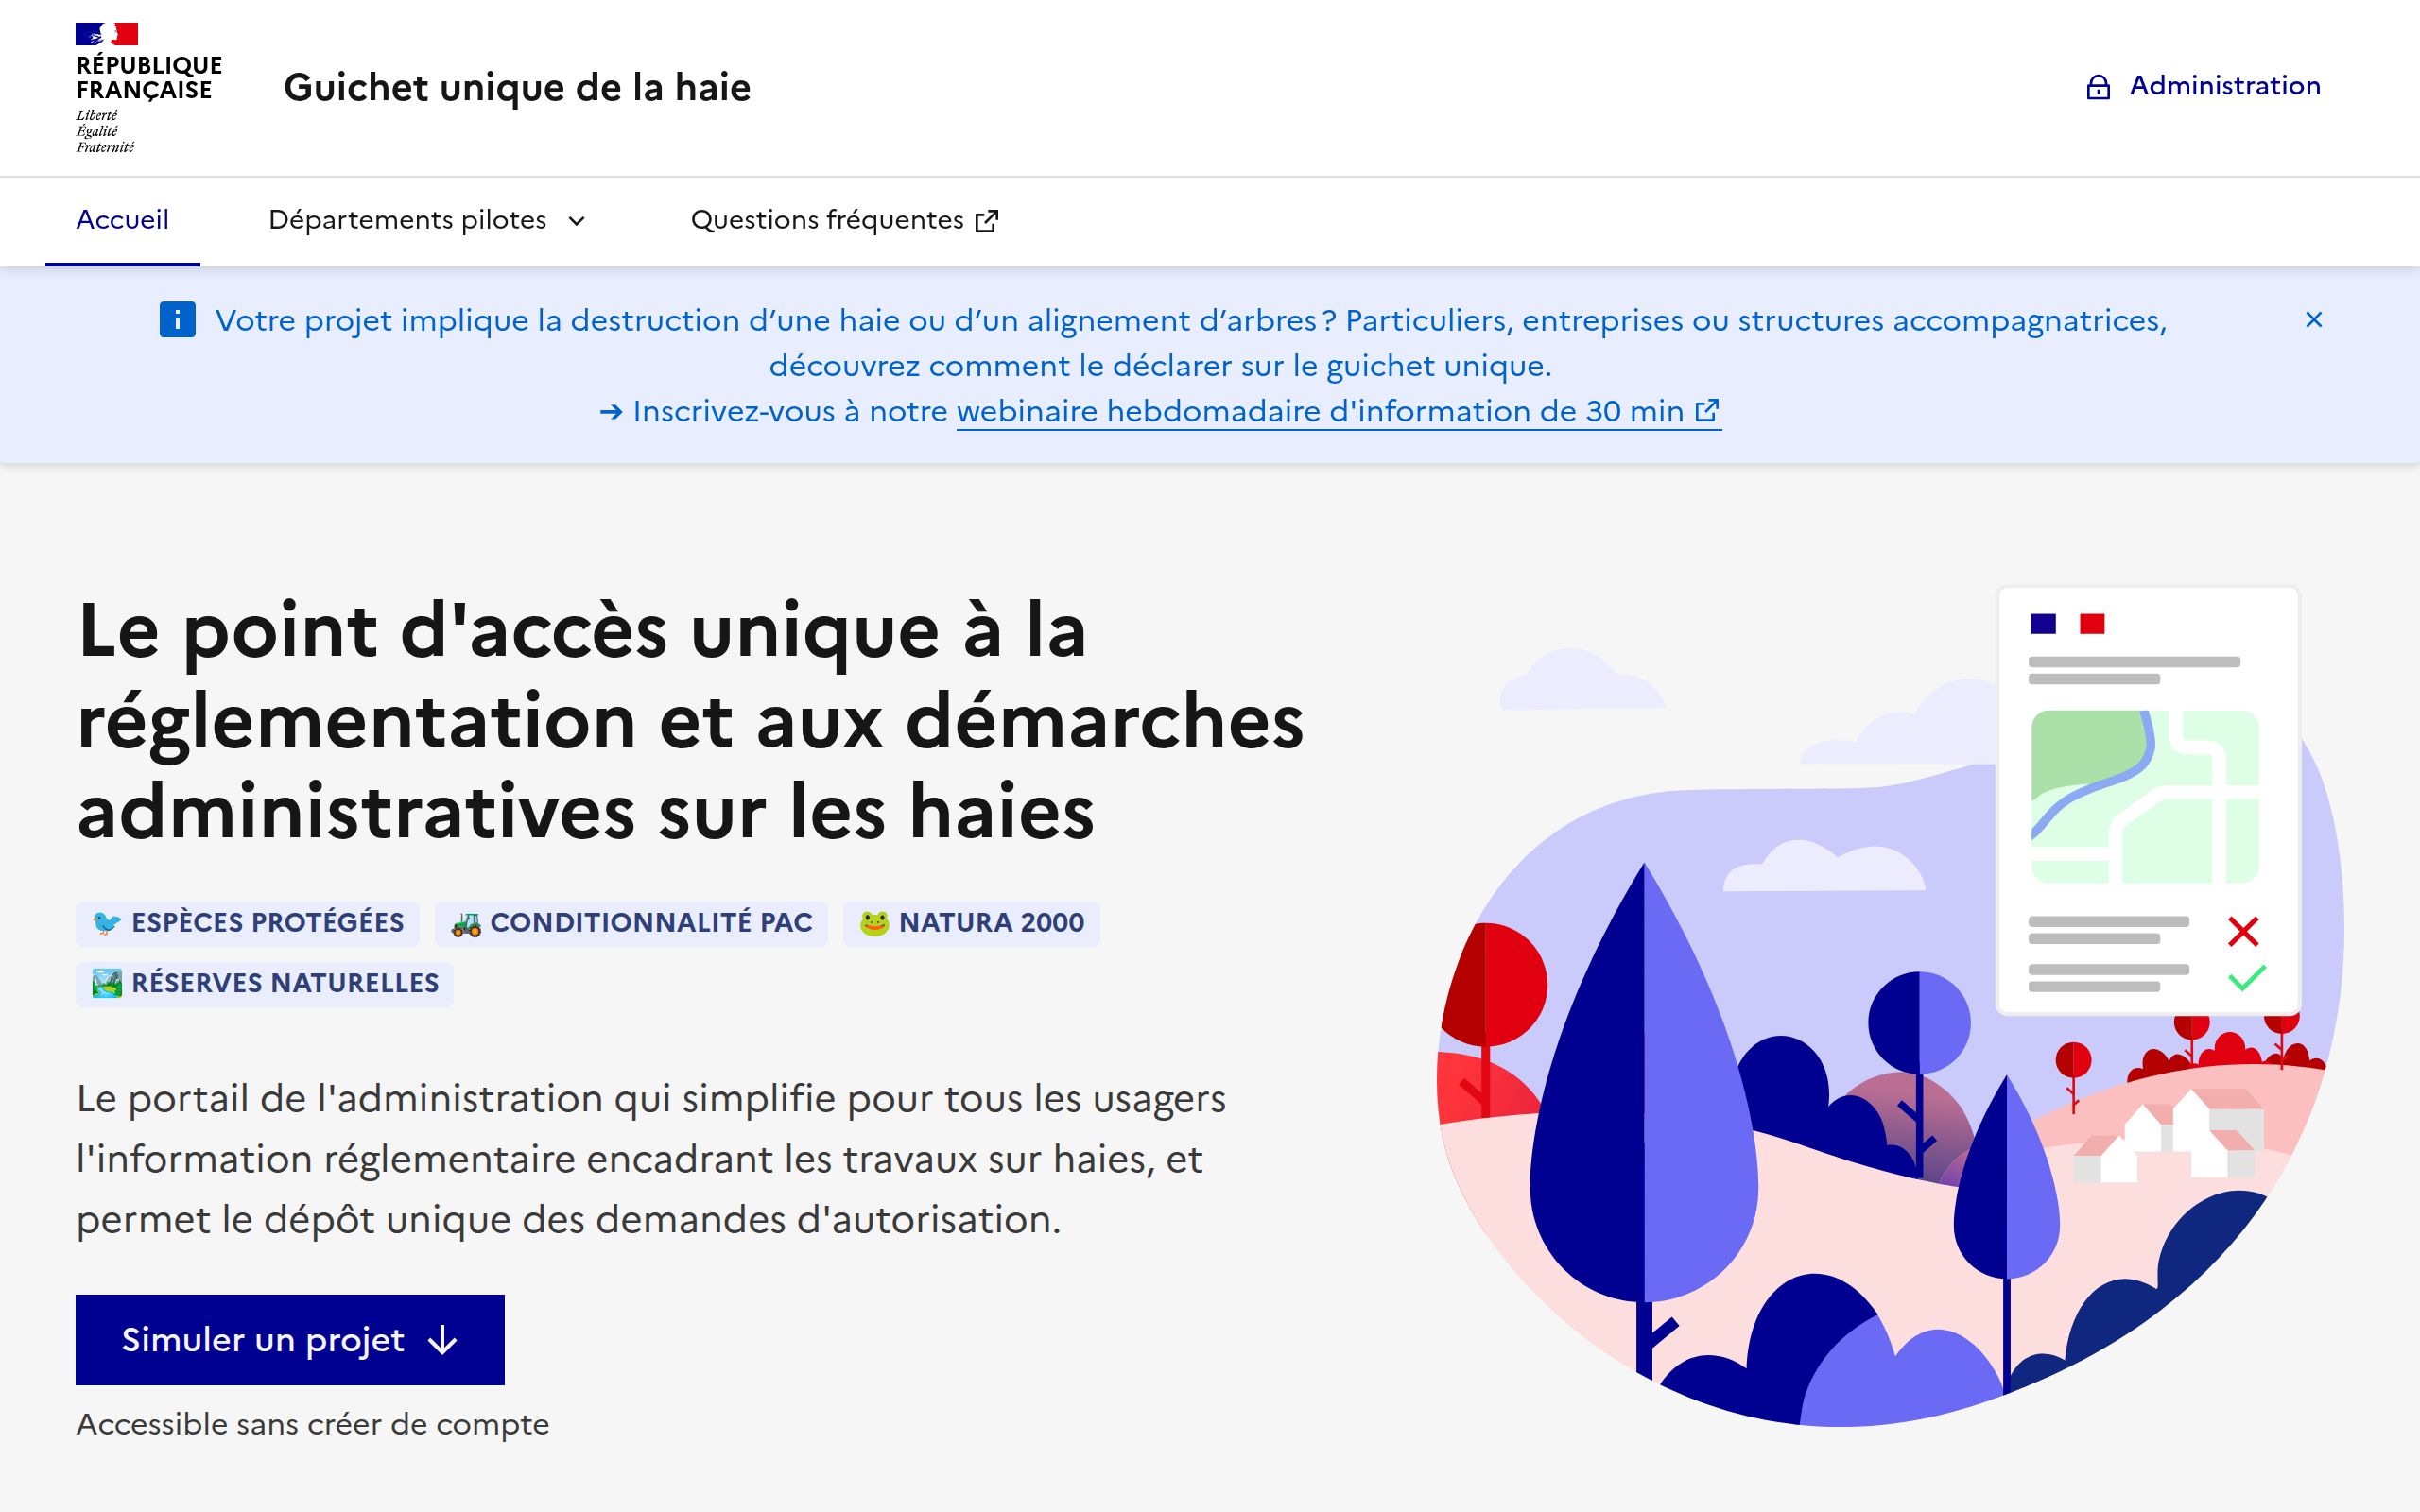 RÉPUBLIQUE
FRANÇAISE
Liberté
Égalité
Fraternité
Guichet unique de la haie
Administration
Accueil
Départements pilotes
Questions fréquentes
Votre projet implique la destruction d’une haie ou d’un alignement d’arbres ? Particuliers, entreprises ou structures accompagnatrices,
découvrez comment le déclarer sur le guichet unique.
➔ Inscrivez-vous à notre webinaire hebdomadaire d'information de 30 min
Le point d'accès unique à la
réglementation et aux démarches
administratives sur les haies
🐦 ESPÈCES PROTÉGÉES 🚜 CONDITIONNALITÉ PAC 🐸 NATURA 2000
🏞️ RÉSERVES NATURELLES
Le portail de l'administration qui simplifie pour tous les usagers
l'information réglementaire encadrant les travaux sur haies, et
permet le dépôt unique des demandes d'autorisation.
Simuler un projet
Accessible sans créer de compte